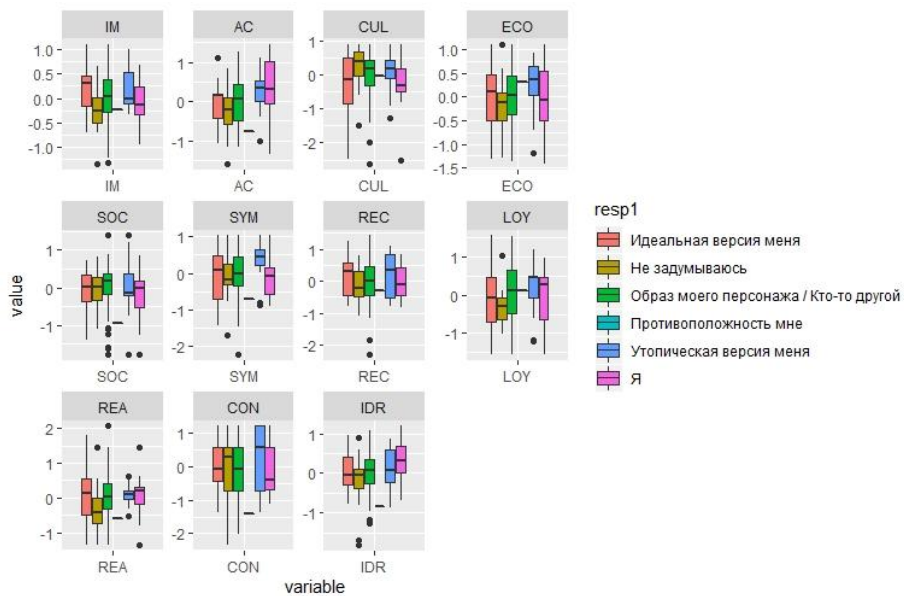 IM AC CUL ECO
1.0 0.5 0.0 -0.5 -1.0
1 0 -1
1 0 -1 -2
1.0 0.5 0.0 -0.5 -1.0 -1.5
IM AC CUL ECO
SOC SYM REC LOY
1 0 -1
1 0 -1 -2
1 0 -1 -2
1 0 -1
SOC SYM REC LOY
REA CON IDR
2 1 0 -1
1 0 -1 -2
1 0 -1
REA CON IDR
value
variable
resp1
Идеальная версия меня
Не задумываюсь
Образ моего персонажа / Кто-то другой
Противоположность мне
Утопическая версия меня
Я